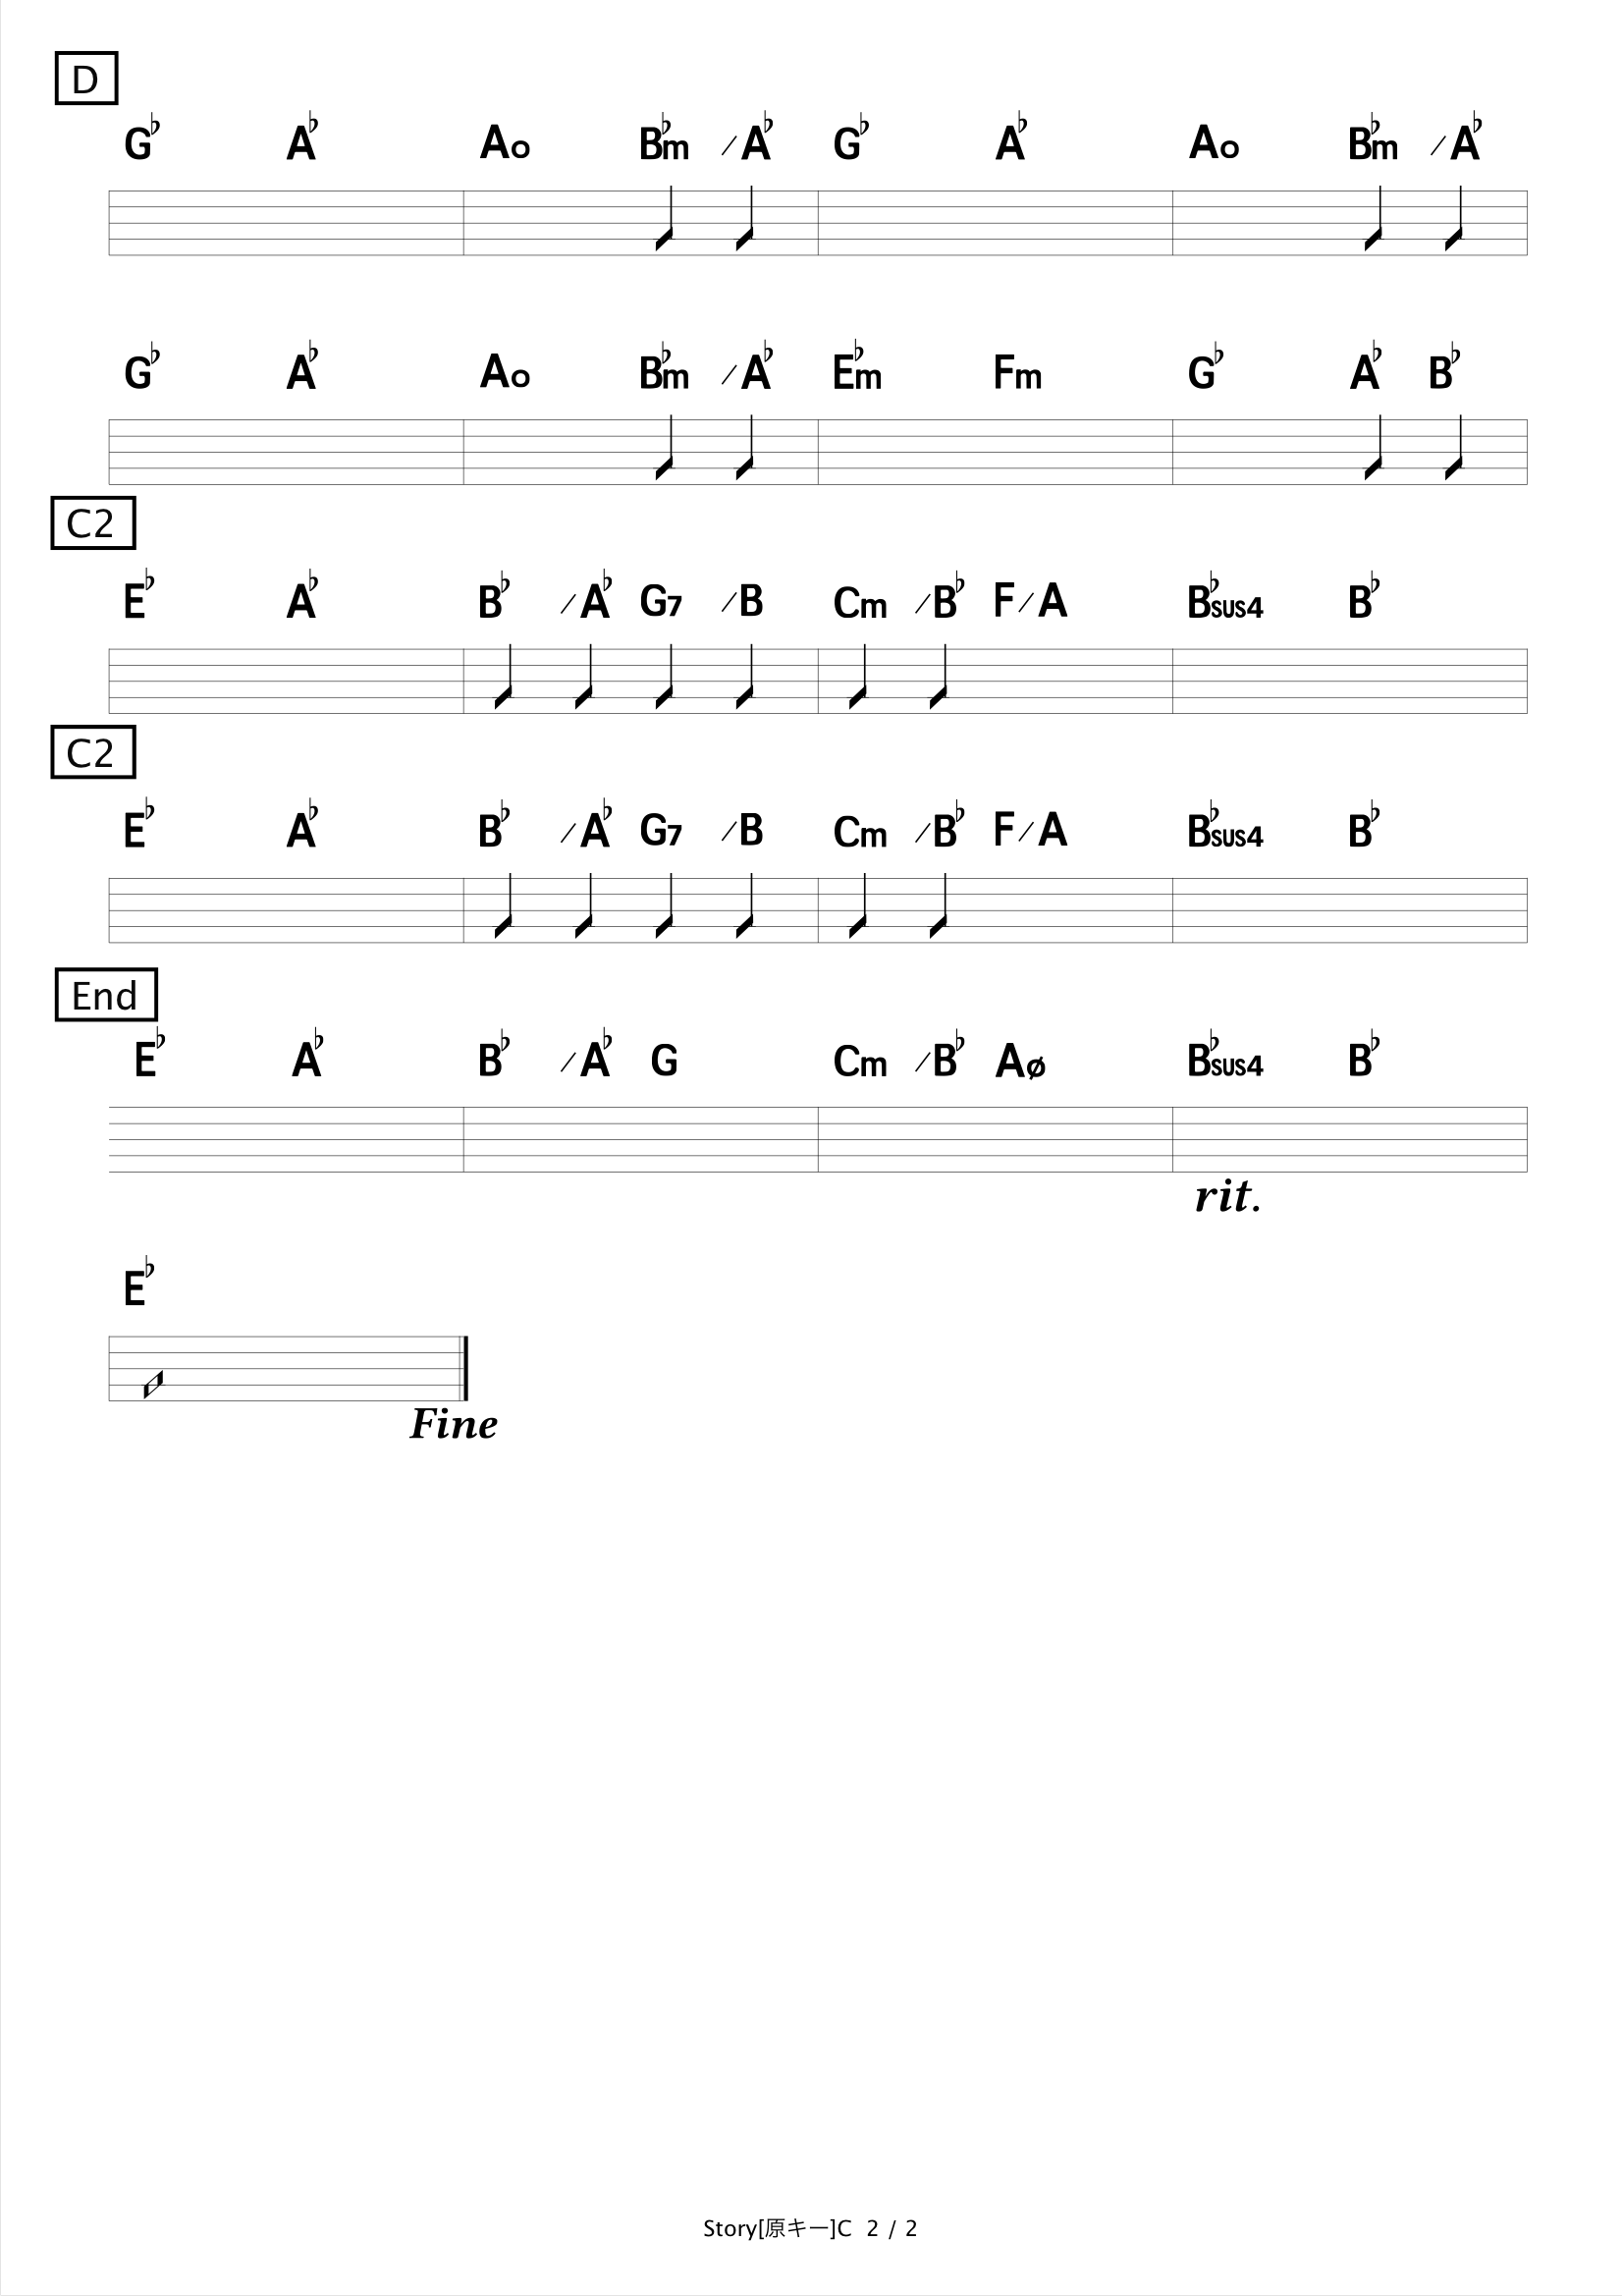 D
G♭ A♭ Ao B♭m /A♭ G♭ A♭ Ao B♭m /A♭
G♭ A♭ Ao B♭m /A♭ E♭m Fm G♭ A♭ B♭
C2
E♭ A♭ B♭ /A♭ G7 /B Cm /B♭ F/A B♭sus4 B♭
C2
E♭ A♭ B♭ /A♭ G7 /B Cm /B♭ F/A B♭sus4 B♭
End
E♭ A♭ B♭ /A♭ G Cm /B♭ Aø B♭sus4 B♭
rit.
E♭
Fine
Story[原キー]C 2 / 2